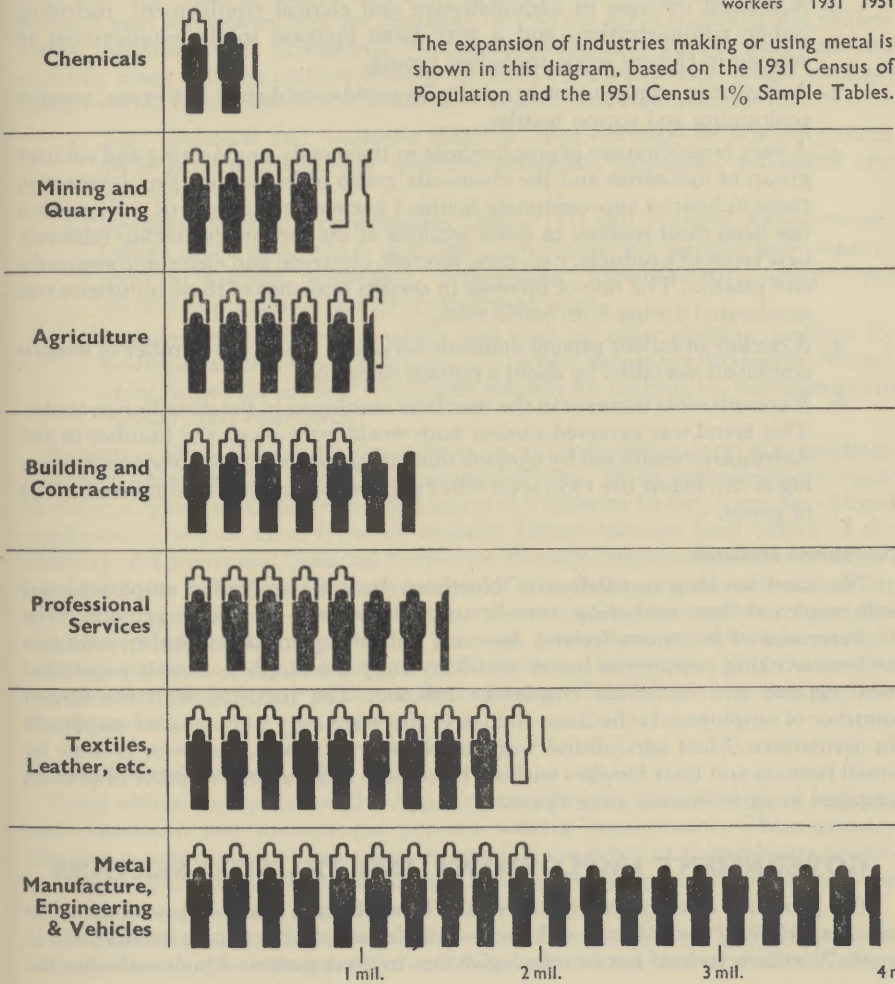 workers 1931 1951
The expansion of industries making or using metal is
shown in this diagram, based on the 1931 Census of
Population and the 1951 Census 1% Sample Tables.
Chemicals
Mining and
Quarrying
Agriculture
Building and
Contracting
Professional
Services
Textiles,
Leather, etc.
Metal
Manufacture,
Engineering
& Vehicles
1 mil. 2 mil. 3 mil. 4